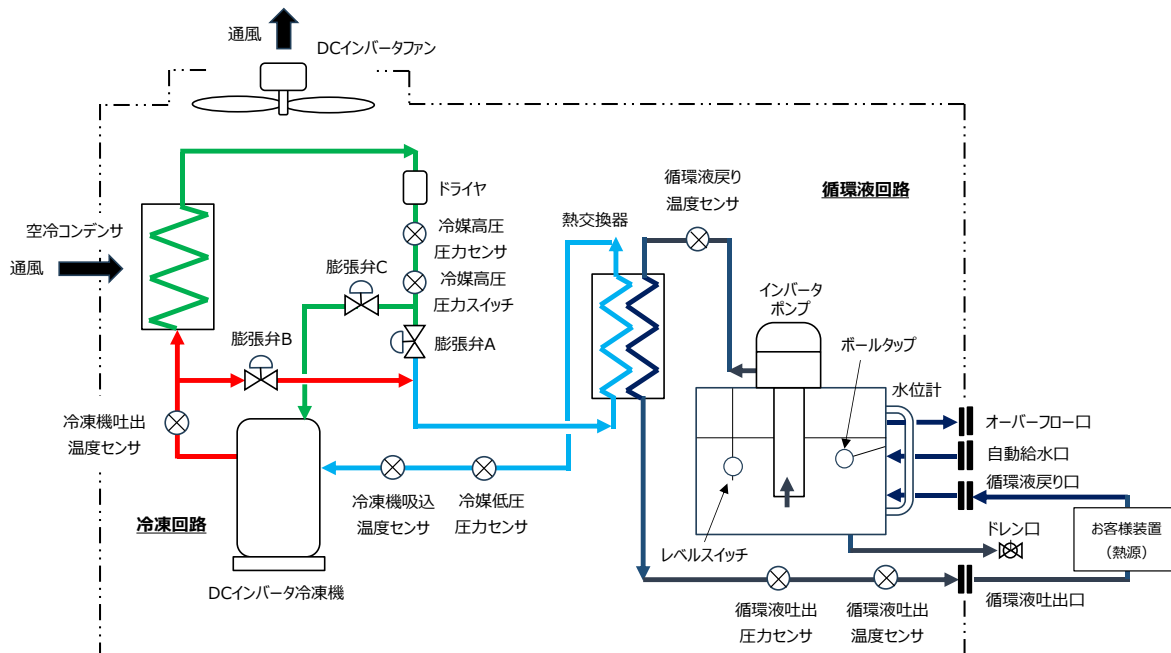 通風
DCインバータファン
ドライヤ
循環液戻り
温度センサ
循環液回路
熱交換器
空冷コンデンサ
冷媒高圧
圧力センサ
通風
膨張弁C
冷媒高圧
圧力スイッチ
インバータ
ポンプ
膨張弁B
膨張弁A
ボールタップ
水位計
冷凍機吐出
温度センサ
オーバーフロー口
自動給水口
循環液戻り口
冷凍機吸込
温度センサ
冷媒低圧
圧力センサ
冷凍回路
レベルスイッチ
ドレン口
お客様装置
（熱源）
DCインバータ冷凍機
循環液吐出
圧力センサ
循環液吐出
温度センサ
循環液吐出口